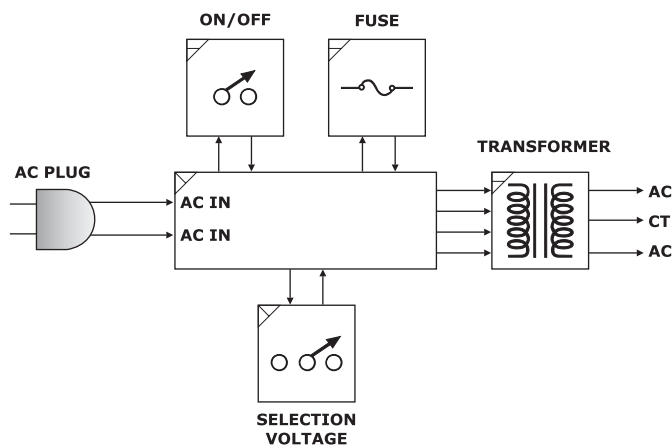 ON/OFF
FUSE
TRANSFORMER
AC PLUG
AC IN
AC IN
AC
CT
AC
SELECTION
VOLTAGE